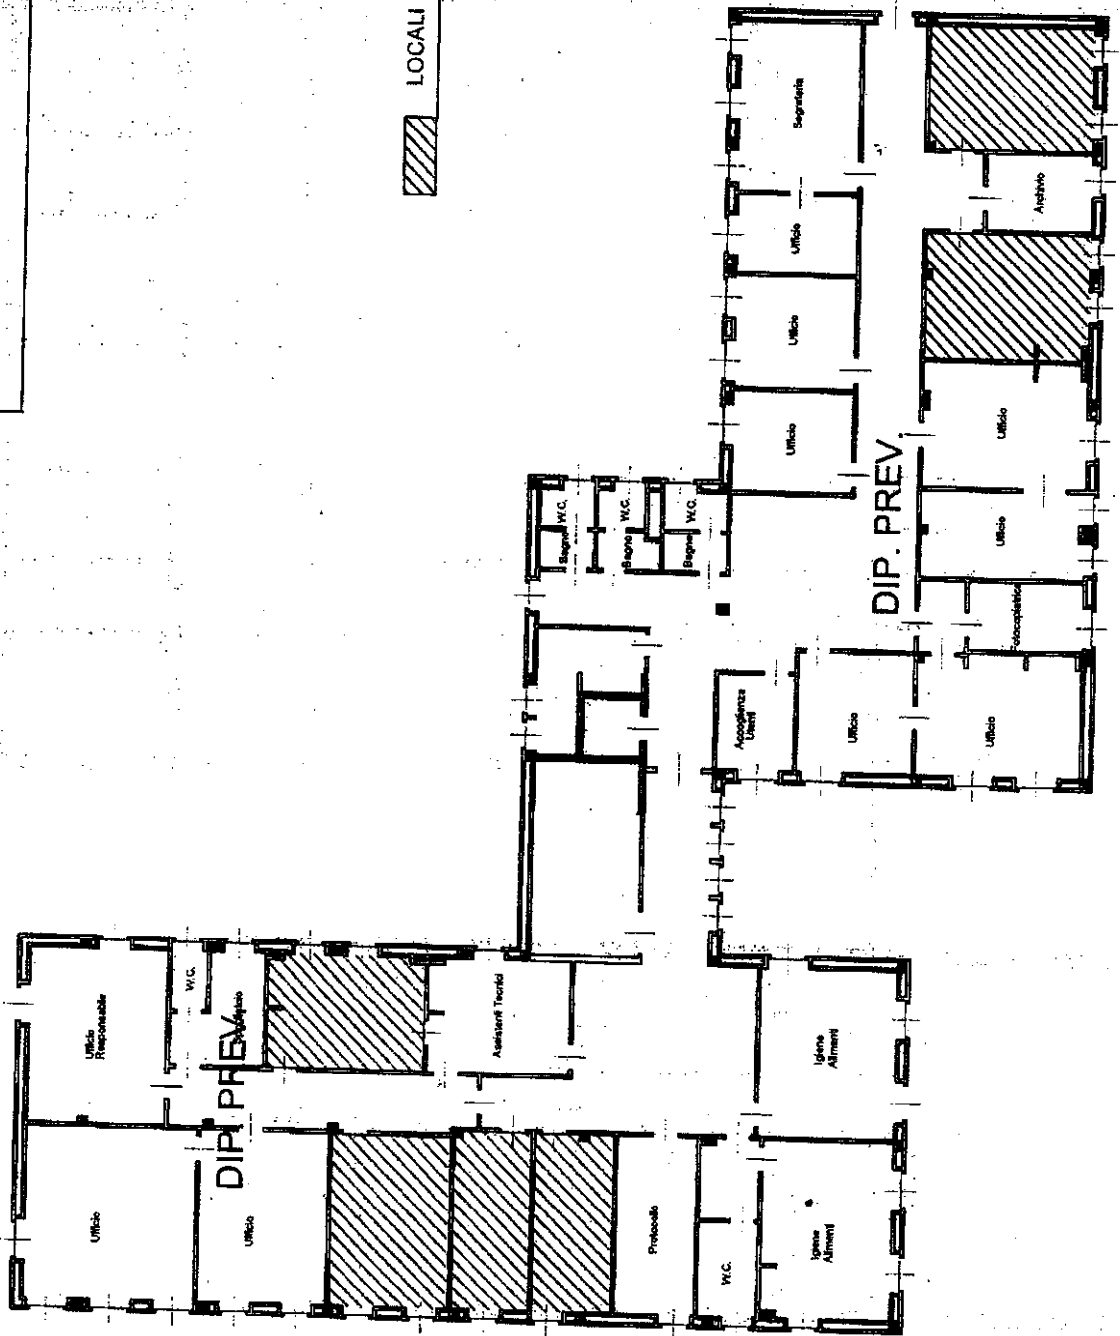 LOCALI
Segreteria
Ufficio
Archivio
Ufficio
Ufficio
Ufficio
DIP. PREV.
W.C.
W.C.
W.C.
Bagno
Bagno
Bagno
Ufficio
Fotocopiatrice
Accoglienza
Utenti
Ufficio
Ufficio
Ufficio
Responsabile
W.C.
DIP. PREV.
Assistenti Tecnici
Igiene
Alimenti
Ufficio
Ufficio
Protocollo
W.C.
Igiene
Alimenti